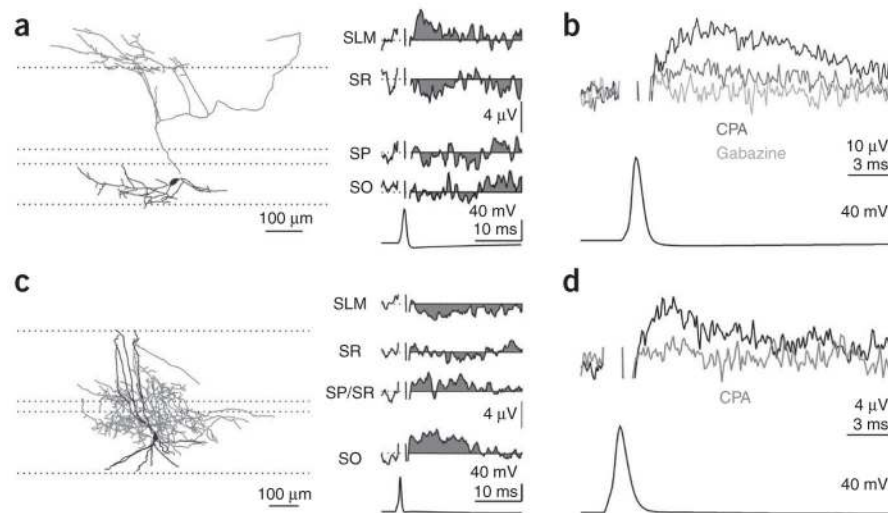 a
SLM
SR
4 µV
SP
SO
40 mV
10 ms
100 µm
b
CPA
Gabazine
10 µV
3 ms
40 mV
c
SLM
SR
SP/SR
4 µV
SO
40 mV
10 ms
100 µm
d
CPA
4 µV
3 ms
40 mV